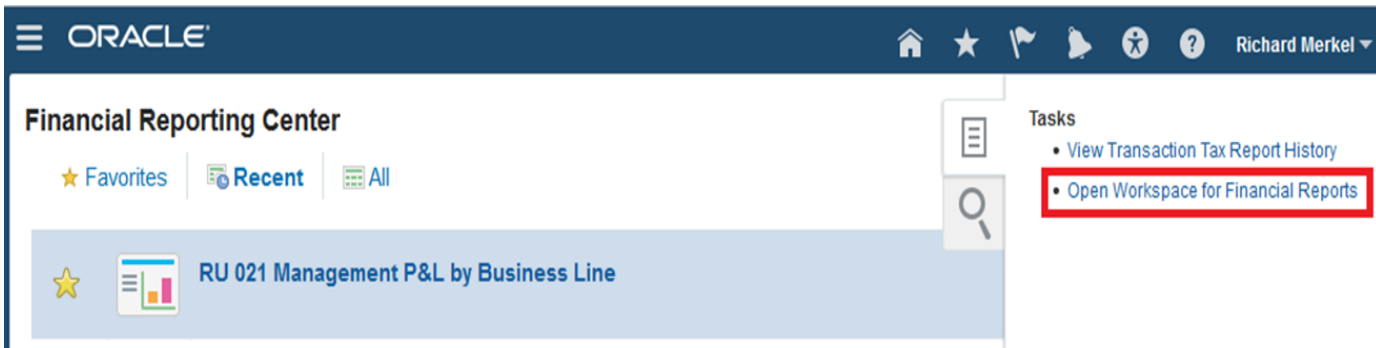 ORACLE
Richard Merkel
Financial Reporting Center
Favorites Recent All
RU 021 Management P&L by Business Line
Tasks
• View Transaction Tax Report History
• Open Workspace for Financial Reports